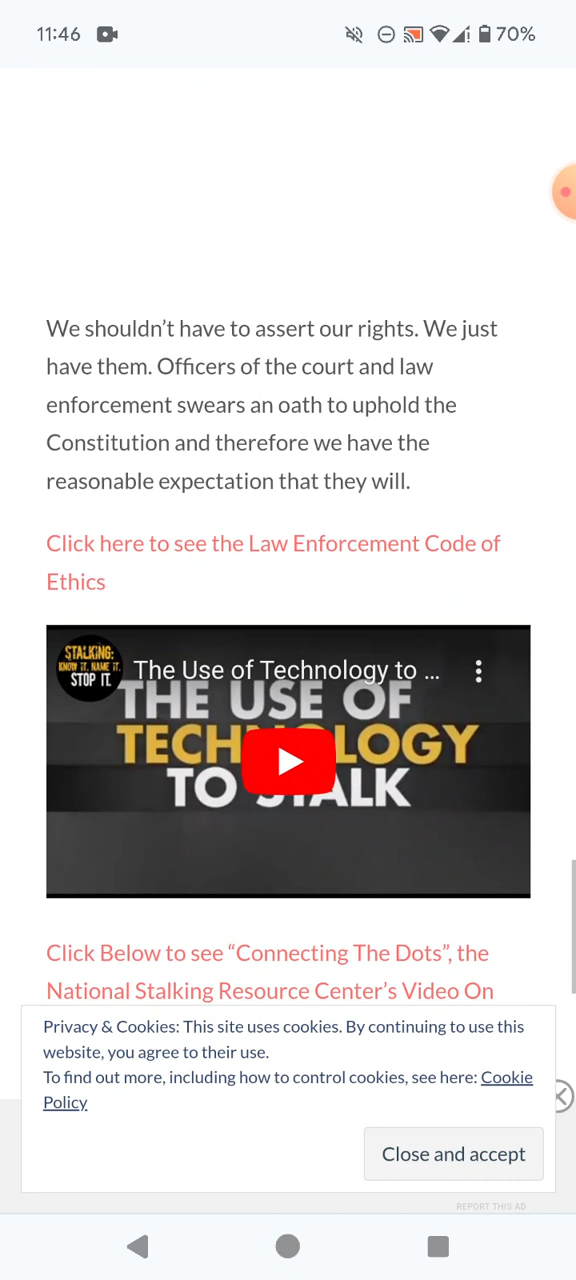 11:46
70%
We shouldn’t have to assert our rights. We just
have them. Officers of the court and law
enforcement swears an oath to uphold the
Constitution and therefore we have the
reasonable expectation that they will.
Click here to see the Law Enforcement Code of
Ethics
STALKING:
KNOW IT. NAME IT.
STOP IT.
The Use of Technology to ...
THE USE OF
TECH LOGY
TO STALK
Click Below to see “Connecting The Dots”, the
National Stalking Resource Center’s Video On
Privacy & Cookies: This site uses cookies. By continuing to use this
website, you agree to their use.
To find out more, including how to control cookies, see here: Cookie
Policy
Close and accept
REPORT THIS AD